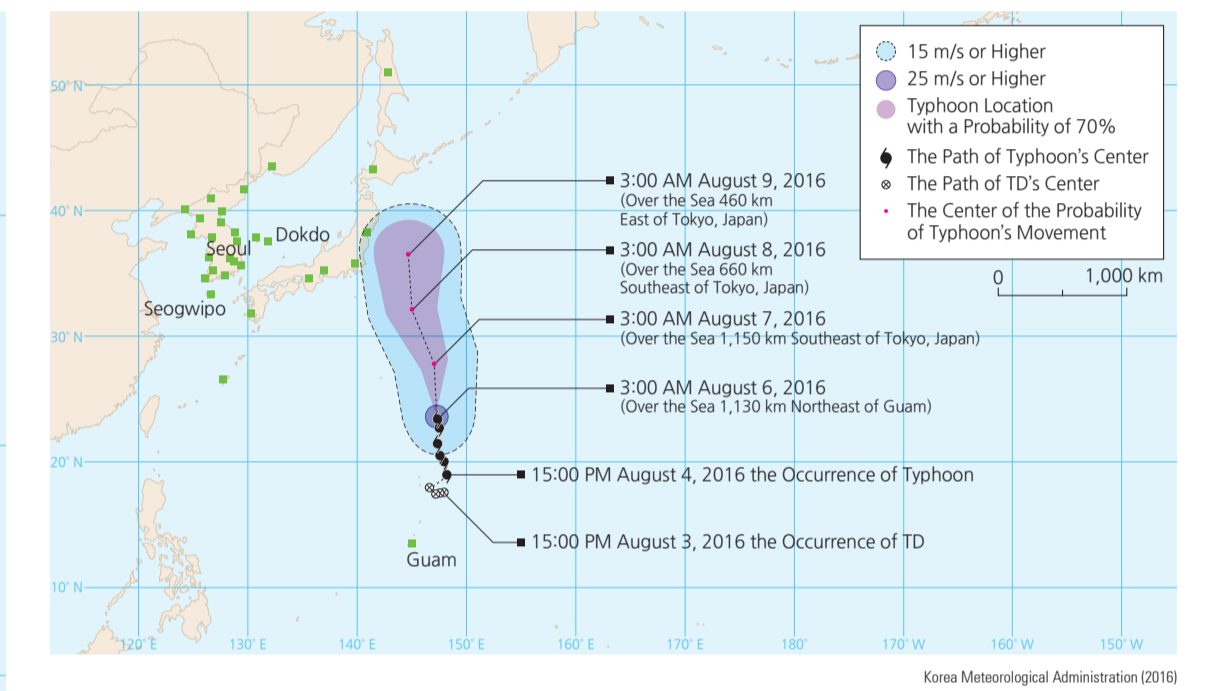 50° N
40° N
30° N
20° N
10° N
120° E
130° E
140° E
150° E
160° E
170° E
180°
170° W
160° W
150° W
Seoul
Dokdo
Seogwipo
Guam
15 m/s or Higher
25 m/s or Higher
Typhoon Location
with a Probability of 70%
The Path of Typhoon's Center
The Path of TD's Center
The Center of the Probability
of Typhoon's Movement
0 1,000 km
3:00 AM August 9, 2016
(Over the Sea 460 km
East of Tokyo, Japan)
3:00 AM August 8, 2016
(Over the Sea 660 km
Southeast of Tokyo, Japan)
3:00 AM August 7, 2016
(Over the Sea 1,150 km Southeast of Tokyo, Japan)
3:00 AM August 6, 2016
(Over the Sea 1,130 km Northeast of Guam)
15:00 PM August 4, 2016 the Occurrence of Typhoon
15:00 PM August 3, 2016 the Occurrence of TD
Korea Meteorological Administration (2016)